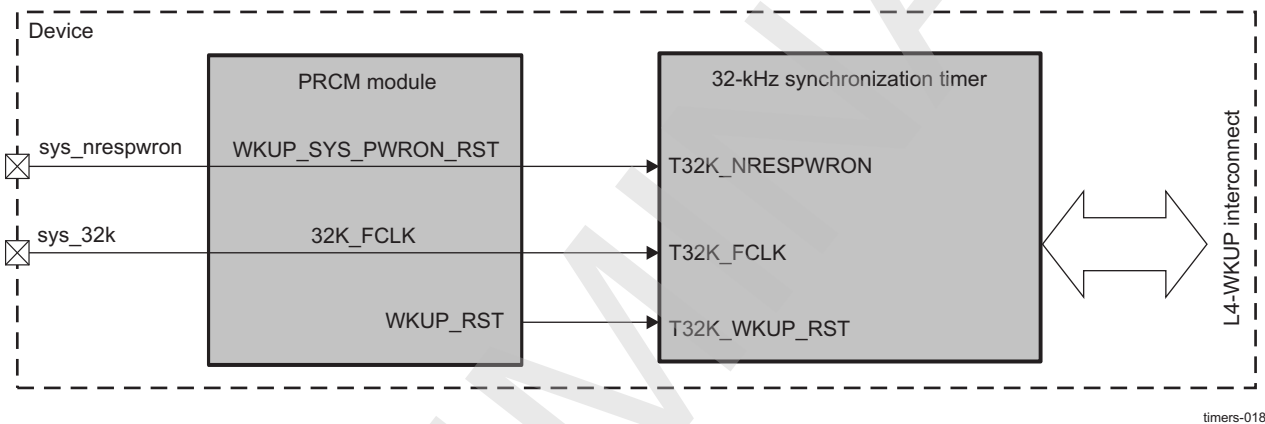 Device
PRCM module
32-kHz synchronization timer
sys_nrespwron
WKUP_SYS_PWRON_RST
T32K_NRESPWRON
sys_32k
32K_FCLK
T32K_FCLK
WKUP_RST
T32K_WKUP_RST
L4-WKUP interconnect
timers-018